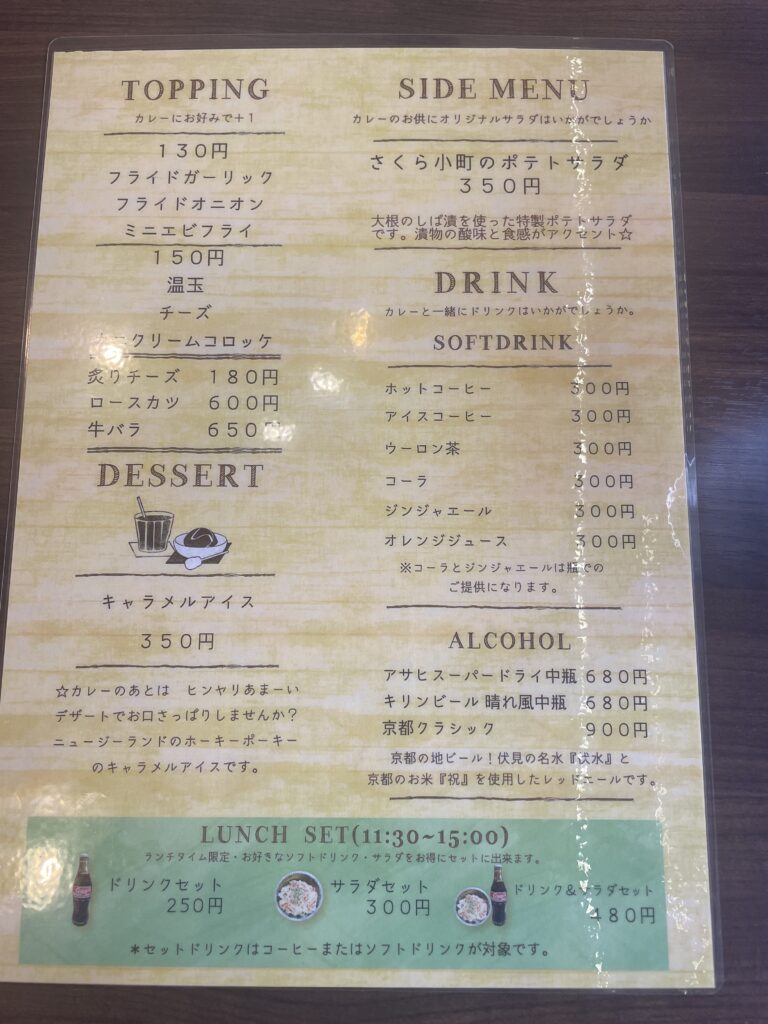 TOPPING
カレーにお好みで＋１
１３０円
フライドガーリック
フライドオニオン
ミニエビフライ
１５０円
温玉
チーズ
クリームコロッケ
炙りチーズ １８０円
ロースカツ ６００円
牛バラ ６５０円
DESSERT
キャラメルアイス
３５０円
☆カレーのあとは ヒンヤリあまーい
デザートでお口さっぱりしませんか？
ニュージーランドのホーキーポーキー
のキャラメルアイスです。
SIDE MENU
カレーのお供にオリジナルサラダはいかがでしょうか
さくら小町のポテトサラダ
３５０円
大根のしば漬を使った特製ポテトサラダ
です。漬物の酸味と食感がアクセント☆
DRINK
カレーと一緒にドリンクはいかがでしょうか。
SOFTDRINK
ホットコーヒー ３００円
アイスコーヒー ３００円
ウーロン茶 ３００円
コーラ ３００円
ジンジャエール ３００円
オレンジジュース ３００円
※コーラとジンジャエールは瓶での
ご提供になります。
ALCOHOL
アサヒスーパードライ中瓶 ６８０円
キリンビール 晴れ風中瓶 ６８０円
京都クラシック ９００円
京都の地ビール！伏見の名水『伏水』と
京都のお米『祝』を使用したレッドエールです。
LUNCH SET(11:30~15:00)
ランチタイム限定・お好きなソフトドリンク・サラダをお得にセットに出来ます。
ドリンクセット
250円
サラダセット
３００円
ドリンク＆サラダセット
４８０円
＊セットドリンクはコーヒーまたはソフトドリンクが対象です。